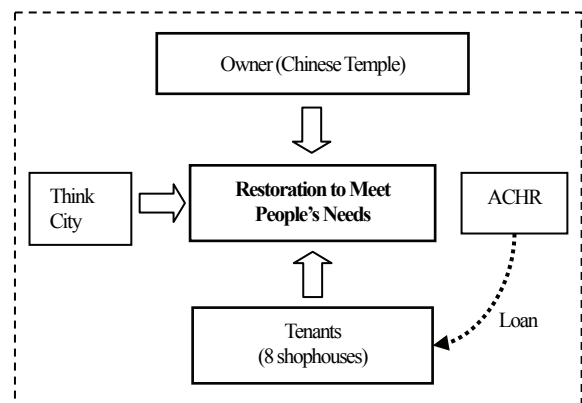 Owner (Chinese Temple)
Think
City
Restoration to Meet
People's Needs
ACHR
Loan
Tenants
(8 shophouses)